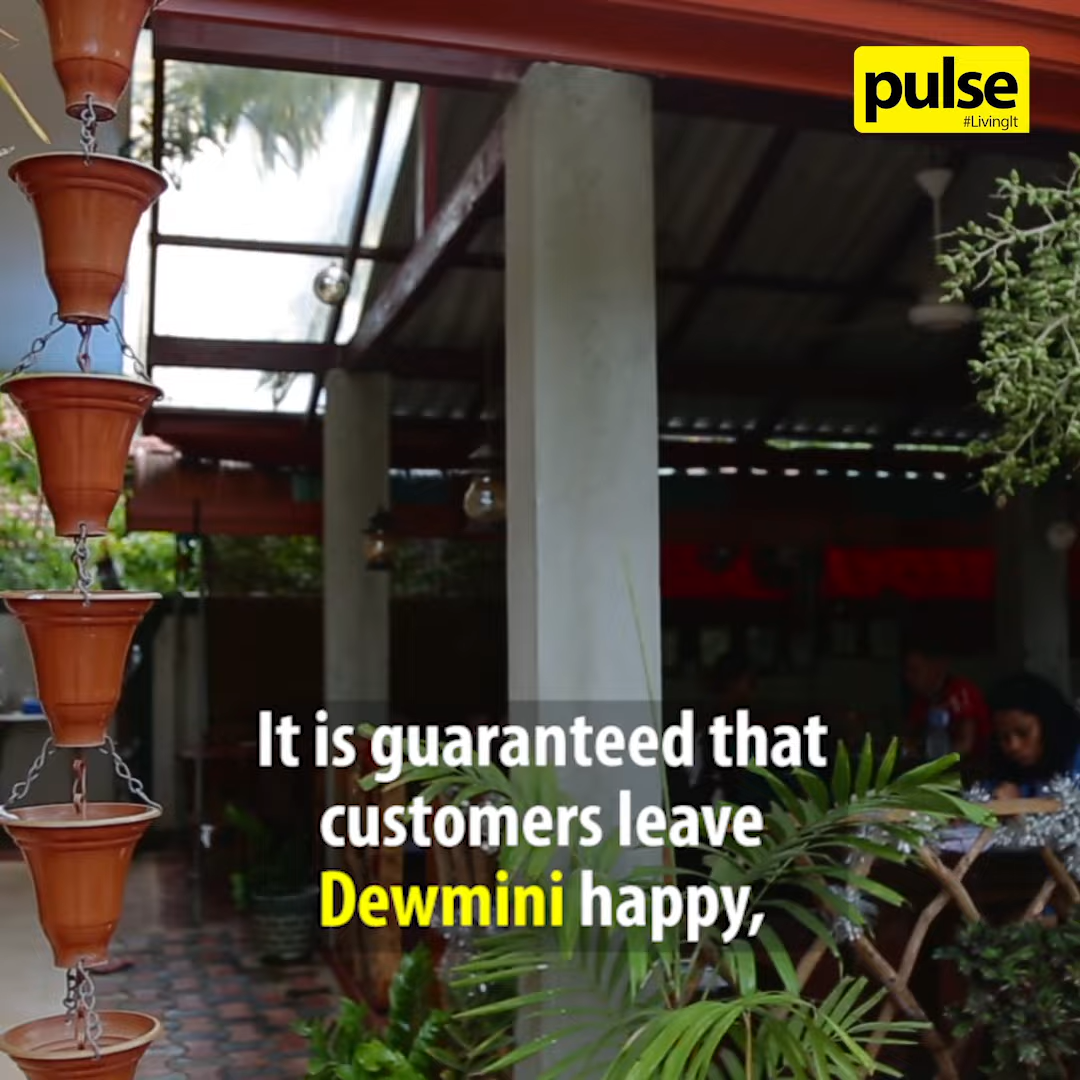 pulse
#LivingIt
It is guaranteed that
customers leave
Dewmini happy,